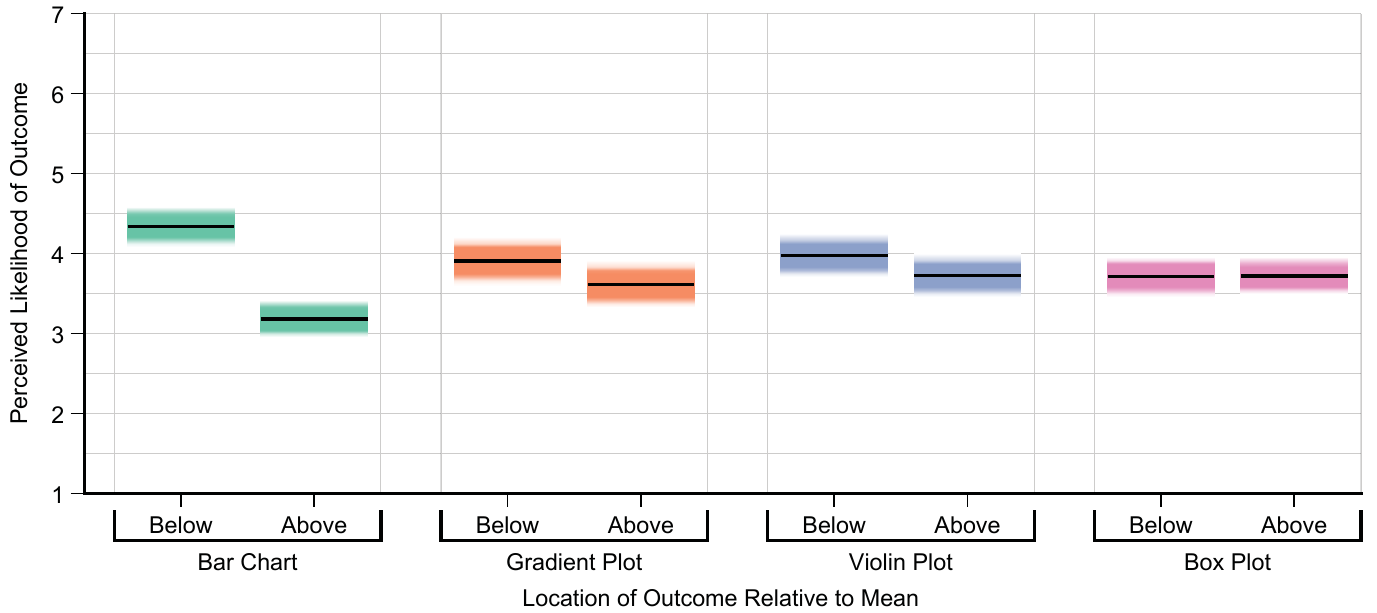 Perceived Likelihood of Outcome
7
6
5
4
3
2
1
Below Above Below Above Below Above Below Above
Bar Chart Gradient Plot Violin Plot Box Plot
Location of Outcome Relative to Mean